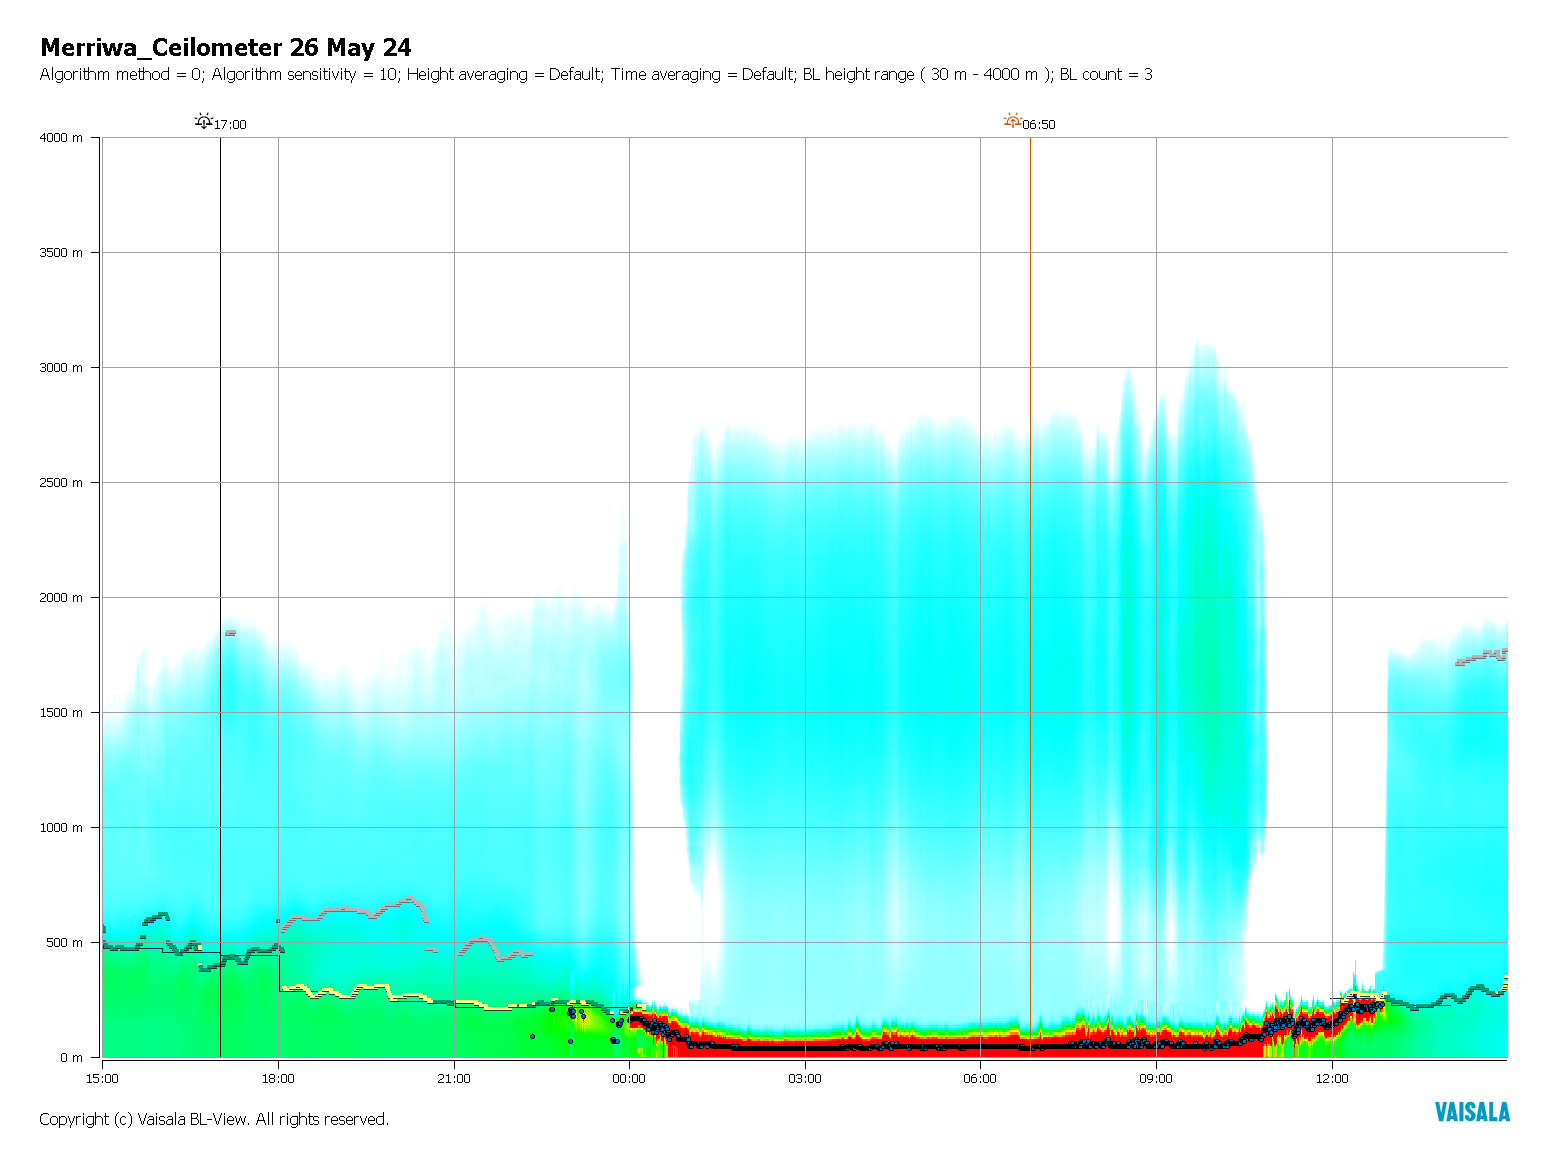 Merriwa_Ceilometer 26 May 24
Algorithm method = 0; Algorithm sensitivity = 10; Height averaging = Default; Time averaging = Default; BL height range ( 30 m - 4000 m ); BL count = 3
17:00
06:50
4000 m
3500 m
3000 m
2500 m
2000 m
1500 m
1000 m
500 m
0 m
15:00
18:00
21:00
00:00
03:00
06:00
09:00
12:00
Copyright (c) Vaisala BL-View. All rights reserved.
VAISALA